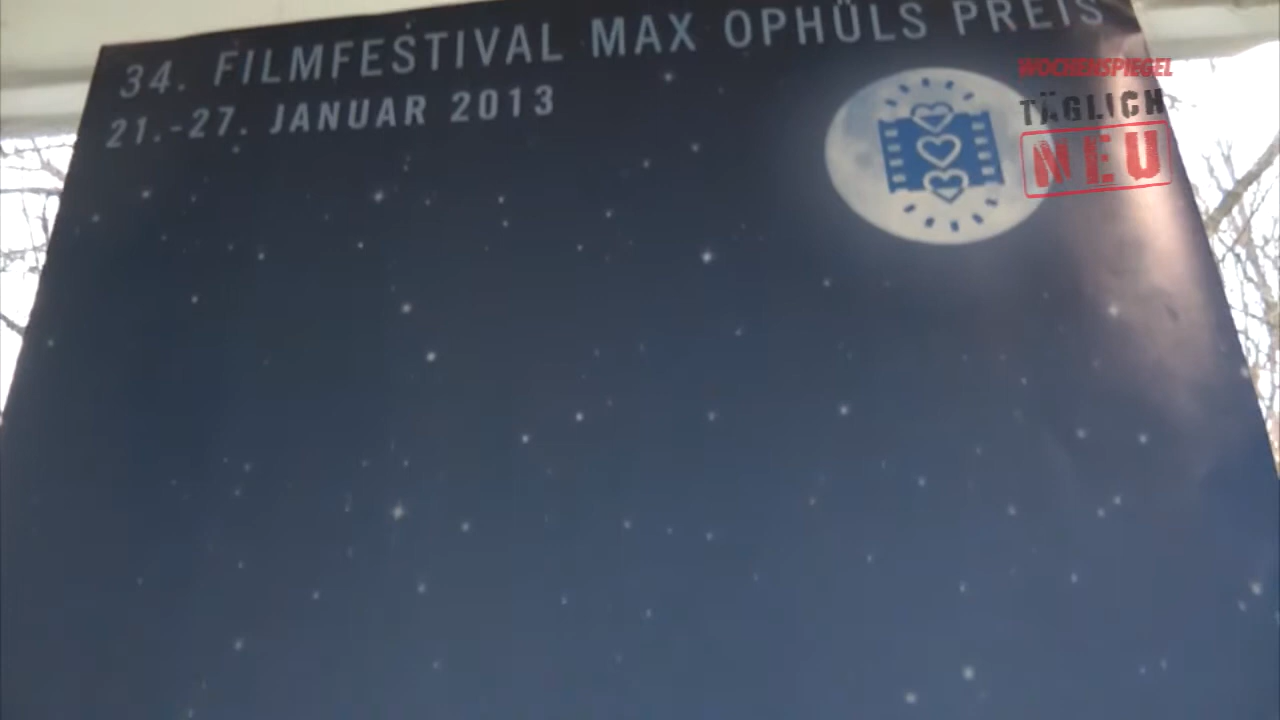 34. FILMFESTIVAL MAX OPHÜLS PREIS
21.-27. JANUAR 2013
WOCHENSPIEGEL
TÄGLICH
NEU